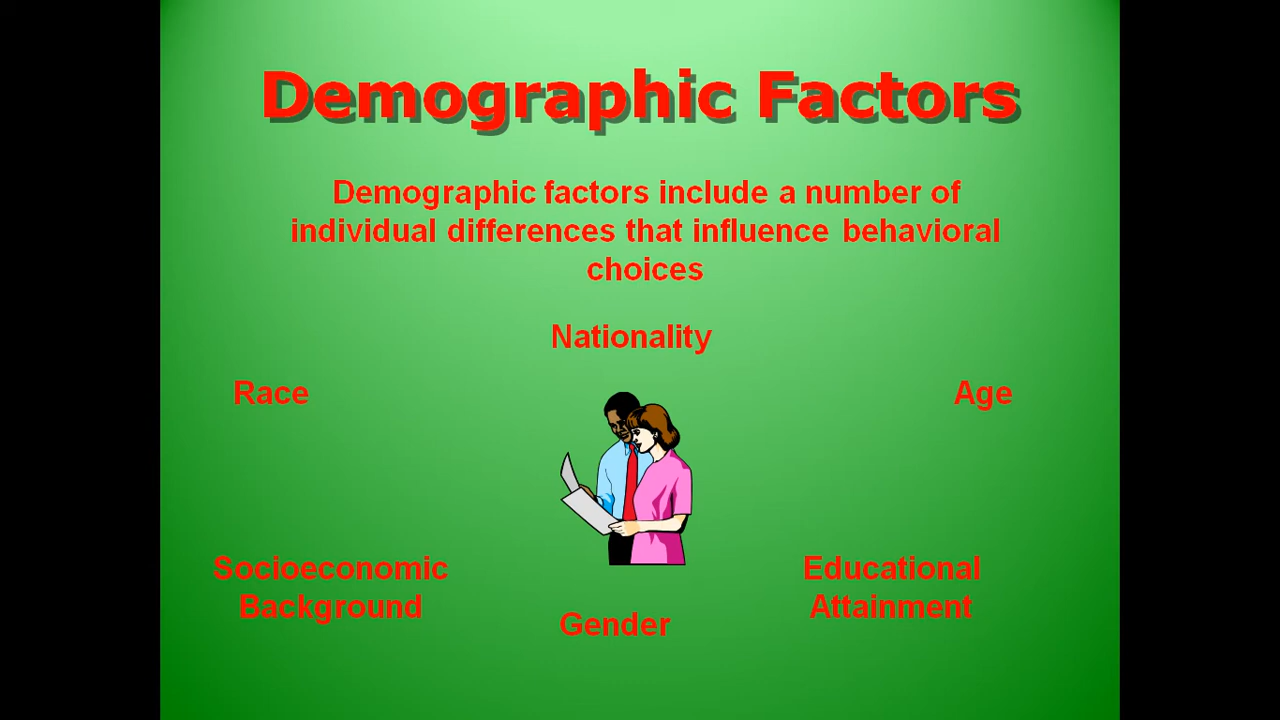 Demographic Factors
Demographic factors include a number of
individual differences that influence behavioral
choices
Nationality
Race
Age
Socioeconomic
Background
Educational
Attainment
Gender